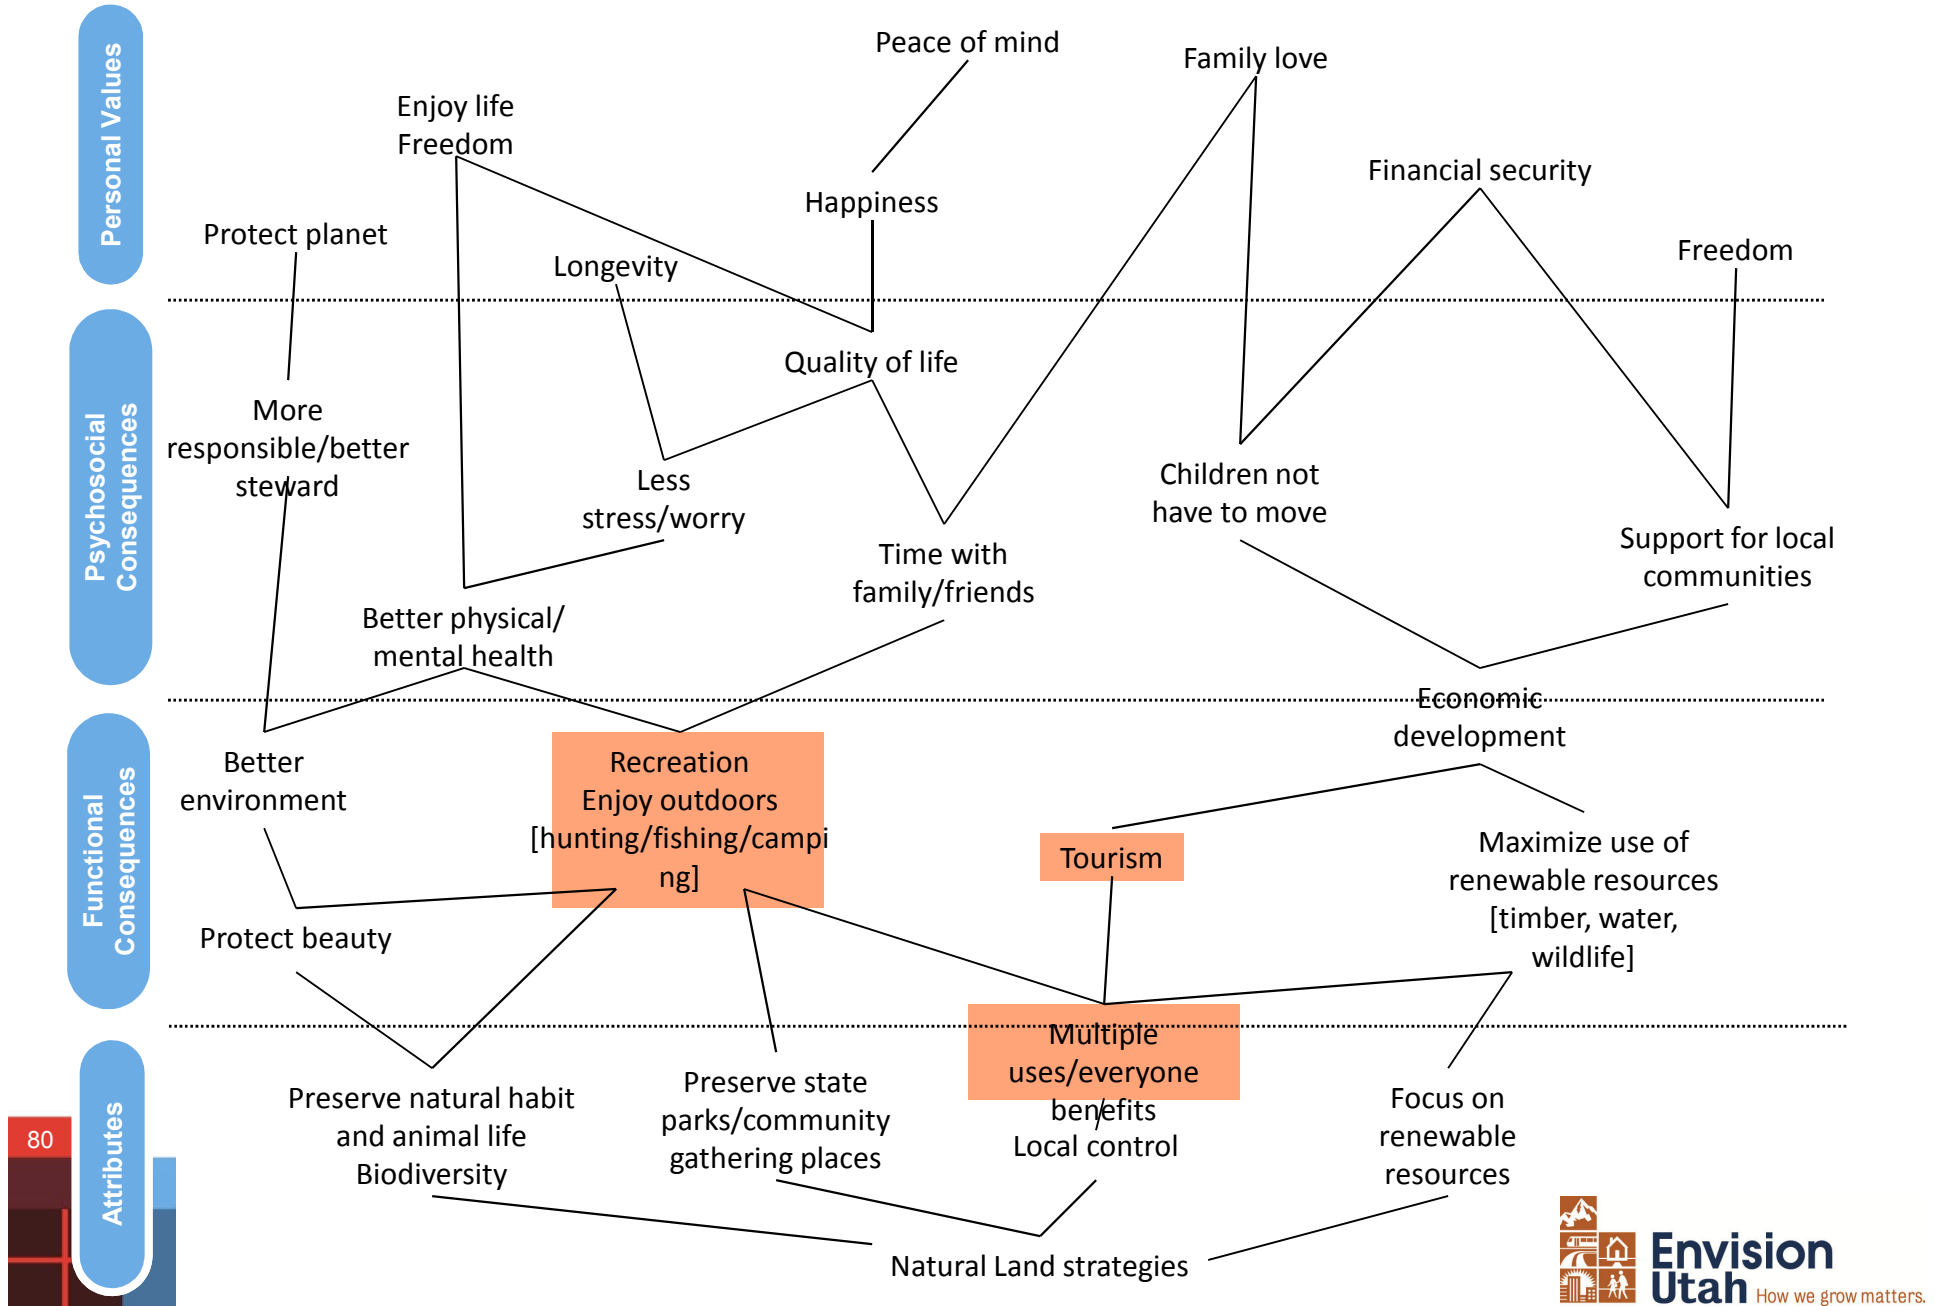 Personal Values
Peace of mind
Family love
Enjoy life
Freedom
Financial security
Happiness
Protect planet
Longevity
Freedom
Psychosocial
Consequences
Quality of life
More
responsible/better
steward
Less
stress/worry
Children not
have to move
Time with
family/friends
Support for local
communities
Better physical/
mental health
Functional
Consequences
Economic
development
Better
environment
Recreation
Enjoy outdoors
[hunting/fishing/campi
ng]
Tourism
Maximize use of
renewable resources
[timber, water,
wildlife]
Protect beauty
Attributes
Multiple
uses/everyone
benefits
Local control
Preserve natural habit
and animal life
Biodiversity
Preserve state
parks/community
gathering places
Focus on
renewable
resources
Natural Land strategies
80
Envision
Utah How we grow matters.